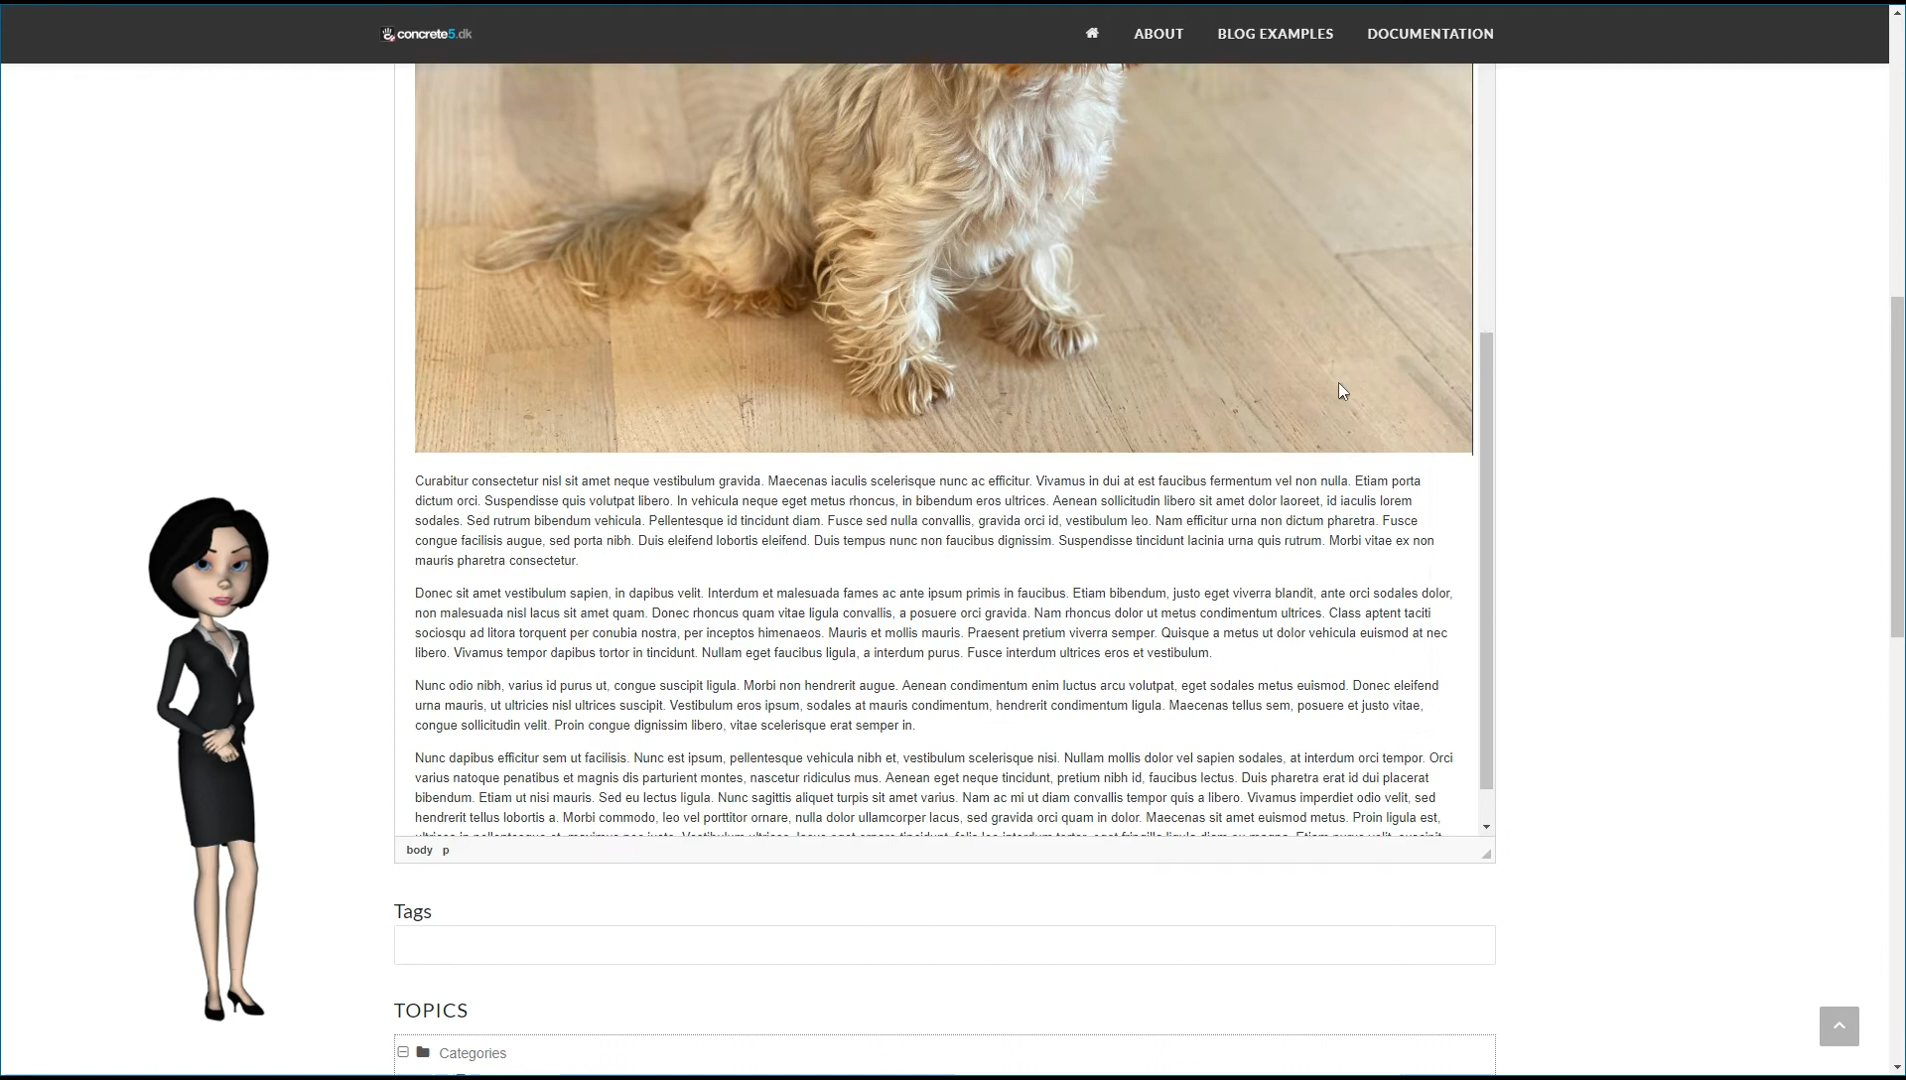 concrete5.dk
ABOUT
BLOG EXAMPLES
DOCUMENTATION
Curabitur consectetur nisl sit amet neque vestibulum gravida. Maecenas iaculis scelerisque nunc ac efficitur. Vivamus in dui at est faucibus fermentum vel non nulla. Etiam porta
dictum orci. Suspendisse quis volutpat libero. In vehicula neque eget metus rhoncus, in bibendum eros ultrices. Aenean sollicitudin libero sit amet dolor laoreet, id iaculis lorem
sodales. Sed rutrum bibendum vehicula. Pellentesque id tincidunt diam. Fusce sed nulla convallis, gravida orci id, vestibulum leo. Nam efficitur urna non dictum pharetra. Fusce
congue facilisis augue, sed porta nibh. Duis eleifend lobortis eleifend. Duis tempus nunc non faucibus dignissim. Suspendisse tincidunt lacinia urna quis rutrum. Morbi vitae ex non
mauris pharetra consectetur.
Donec sit amet vestibulum sapien, in dapibus velit. Interdum et malesuada fames ac ante ipsum primis in faucibus. Etiam bibendum, justo eget viverra blandit, ante orci sodales dolor,
non malesuada nisl lacus sit amet quam. Donec rhoncus quam vitae ligula convallis, a posuere orci gravida. Nam rhoncus dolor ut metus condimentum ultrices. Class aptent taciti
sociosqu ad litora torquent per conubia nostra, per inceptos himenaeos. Mauris et mollis mauris. Praesent pretium viverra semper. Quisque a metus ut dolor vehicula euismod at nec
libero. Vivamus tempor dapibus tortor in tincidunt. Nullam eget faucibus ligula, a interdum purus. Fusce interdum ultrices eros et vestibulum.
Nunc odio nibh, varius id purus ut, congue suscipit ligula. Morbi non hendrerit augue. Aenean condimentum enim luctus arcu volutpat, eget sodales metus euismod. Donec eleifend
urna mauris, ut ultricies nisl ultrices suscipit. Vestibulum eros ipsum, sodales at mauris condimentum, hendrerit condimentum ligula. Maecenas tellus sem, posuere et justo vitae,
congue sollicitudin velit. Proin congue dignissim libero, vitae scelerisque erat semper in.
Nunc dapibus efficitur sem ut facilisis. Nunc est ipsum, pellentesque vehicula nibh et, vestibulum scelerisque nisi. Nullam mollis dolor vel sapien sodales, at interdum orci tempor. Orci
varius natoque penatibus et magnis dis parturient montes, nascetur ridiculus mus. Aenean eget neque tincidunt, pretium nibh id, faucibus lectus. Duis pharetra erat id dui placerat
bibendum. Etiam ut nisi mauris. Sed eu lectus ligula. Nunc sagittis aliquet turpis sit amet varius. Nam ac mi ut diam convallis tempor quis a libero. Vivamus imperdiet odio velit, sed
hendrerit tellus lobortis a. Morbi commodo, leo vel porttitor ornare, nulla dolor ullamcorper lacus, sed gravida orci quam in dolor. Maecenas sit amet euismod metus. Proin ligula est,
body p
Tags
TOPICS
Categories